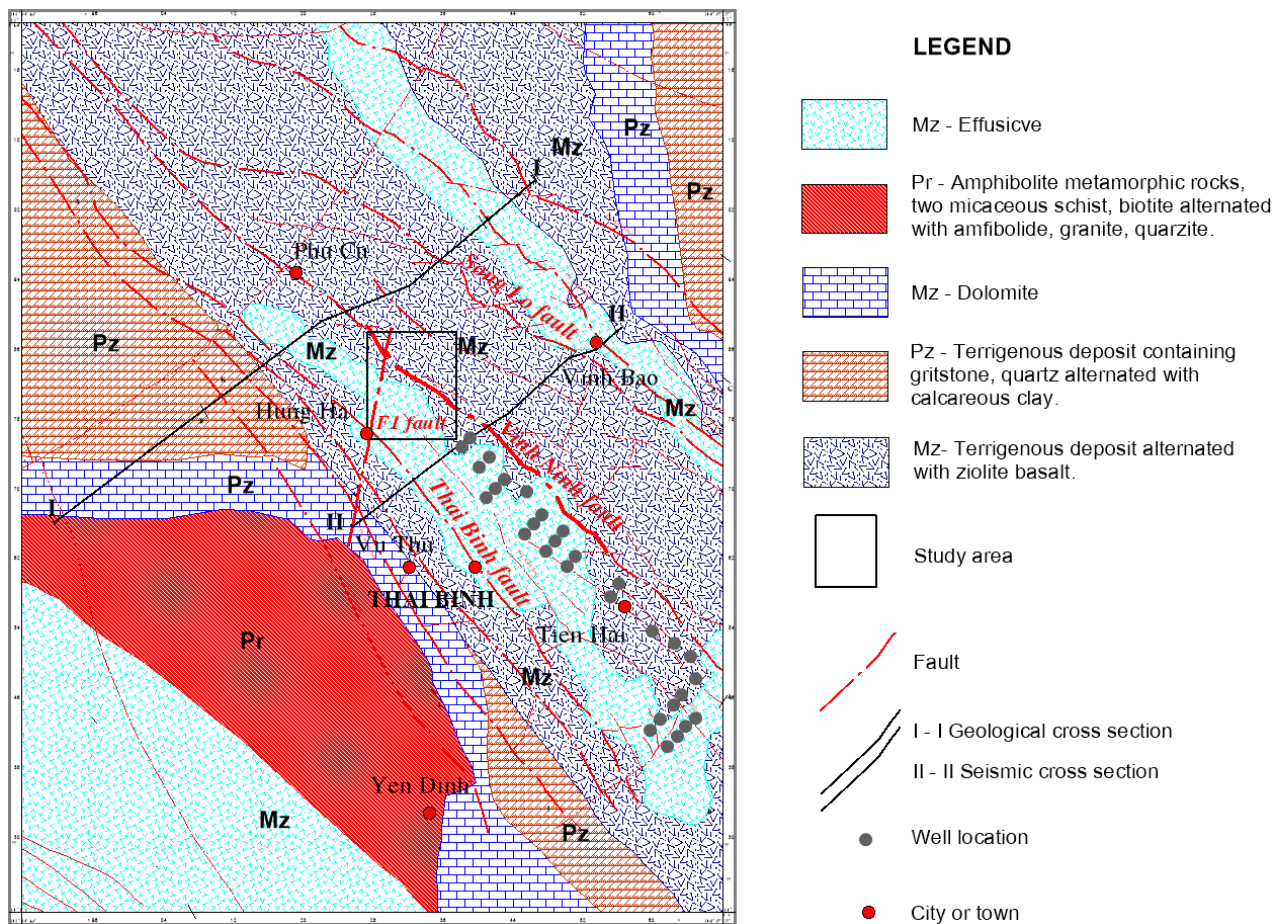 LEGEND
Mz - Effusicve
Pr - Amphibolite metamorphic rocks,
two micaceous schist, biotite alternated
with amfibolide, granite, quarzite.
Mz - Dolomite
Pz - Terrigenous deposit containing
gritstone, quartz alternated with
calcareous clay.
Mz- Terrigenous deposit alternated
with ziolite basalt.
Study area
Fault
I - I Geological cross section
II - II Seismic cross section
Well location
City or town
Pz
Mz
I
Pz
Phu Cu
Song Lo fault
II
Pz
Mz
Mz
Vinh Bao
Mz
Hung Ha
F1 fault
Vinh Ninh fault
Pz
Thai Binh fault
I
II
Vu Thu
THAI BINH
Pr
Tien Hai
Mz
Yen Dinh
Mz
Pz